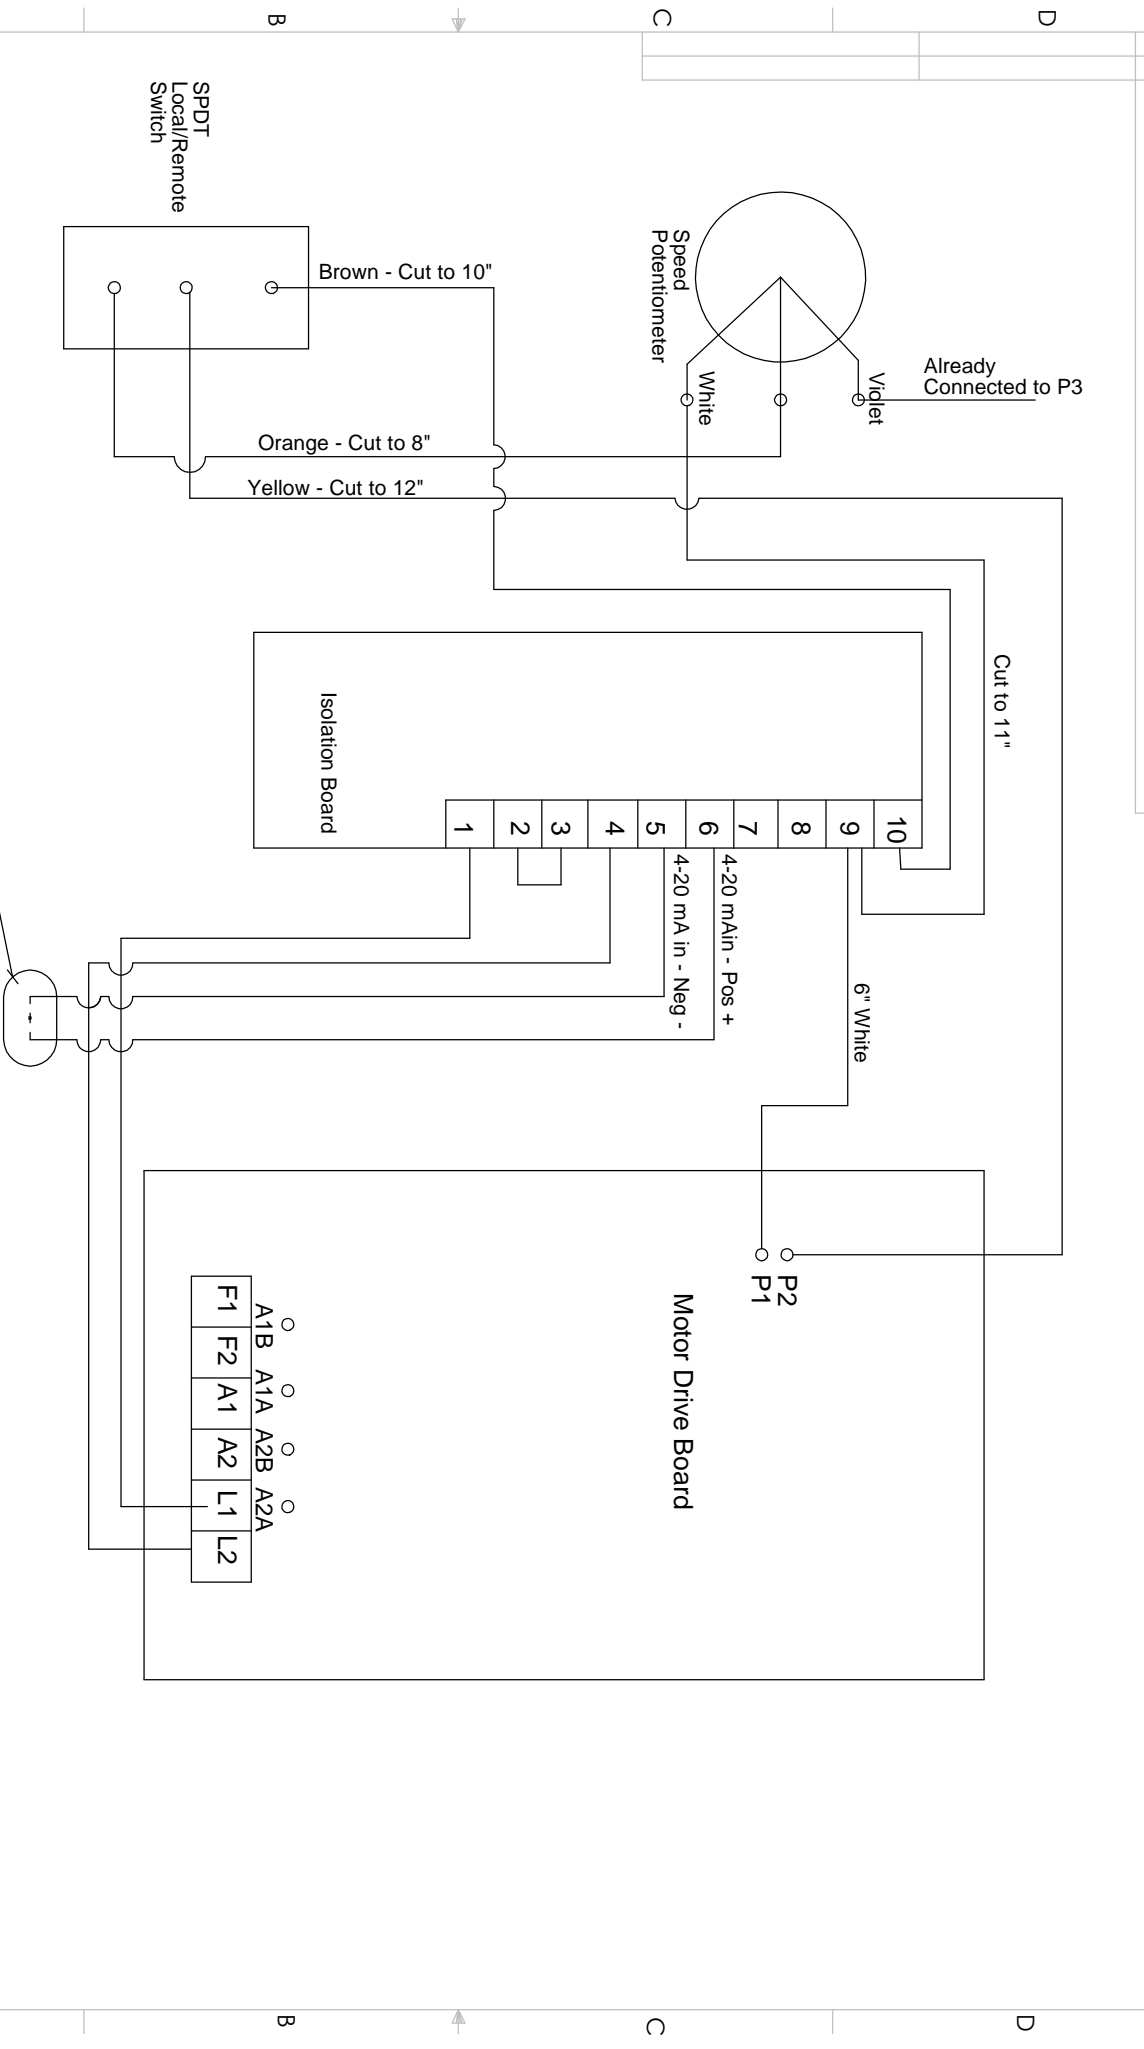 B
C
D
SPDT
Local/Remote
Switch
Brown - Cut to 10"
Speed
Potentiometer
White
Violet
Already
Connected to P3
Orange - Cut to 8"
Yellow - Cut to 12"
Cut to 11"
Isolation Board
1
2
3
4
5
6
7
8
9
10
4-20 mA in - Neg -
4-20 mAin - Pos +
6" White
P2
P1
Motor Drive Board
A1B
A1A
A2B
A2A
F1
F2
A1
A2
L1
L2
B
C
D